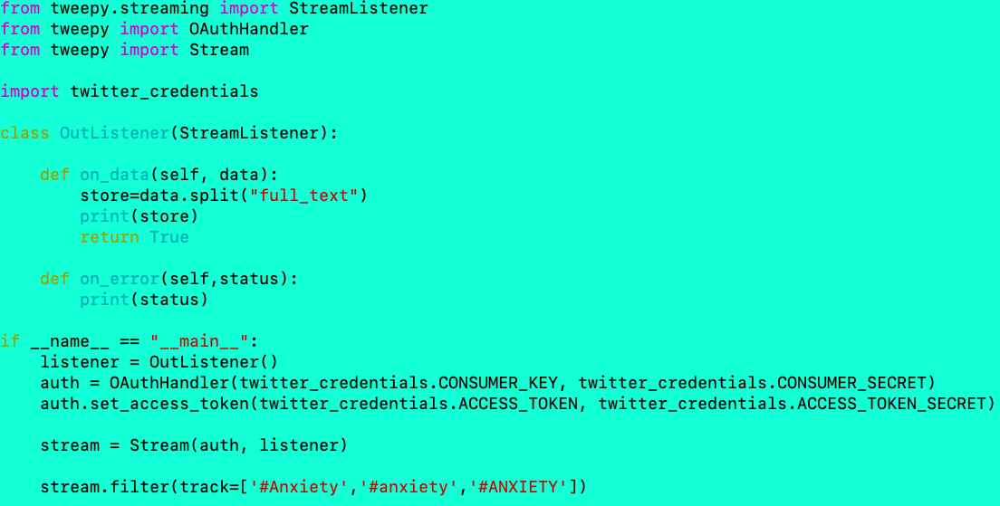 from tweepy.streaming import StreamListener
from tweepy import OAuthHandler
from tweepy import Stream

import twitter_credentials

class OutListener(StreamListener):

    def on_data(self, data):
        store=data.split("full_text")
        print(store)
        return True

    def on_error(self,status):
        print(status)

if __name__ == "__main__":
    listener = OutListener()
    auth = OAuthHandler(twitter_credentials.CONSUMER_KEY, twitter_credentials.CONSUMER_SECRET)
    auth.set_access_token(twitter_credentials.ACCESS_TOKEN, twitter_credentials.ACCESS_TOKEN_SECRET)

    stream = Stream(auth, listener)

    stream.filter(track=['#Anxiety','#anxiety','#ANXIETY'])